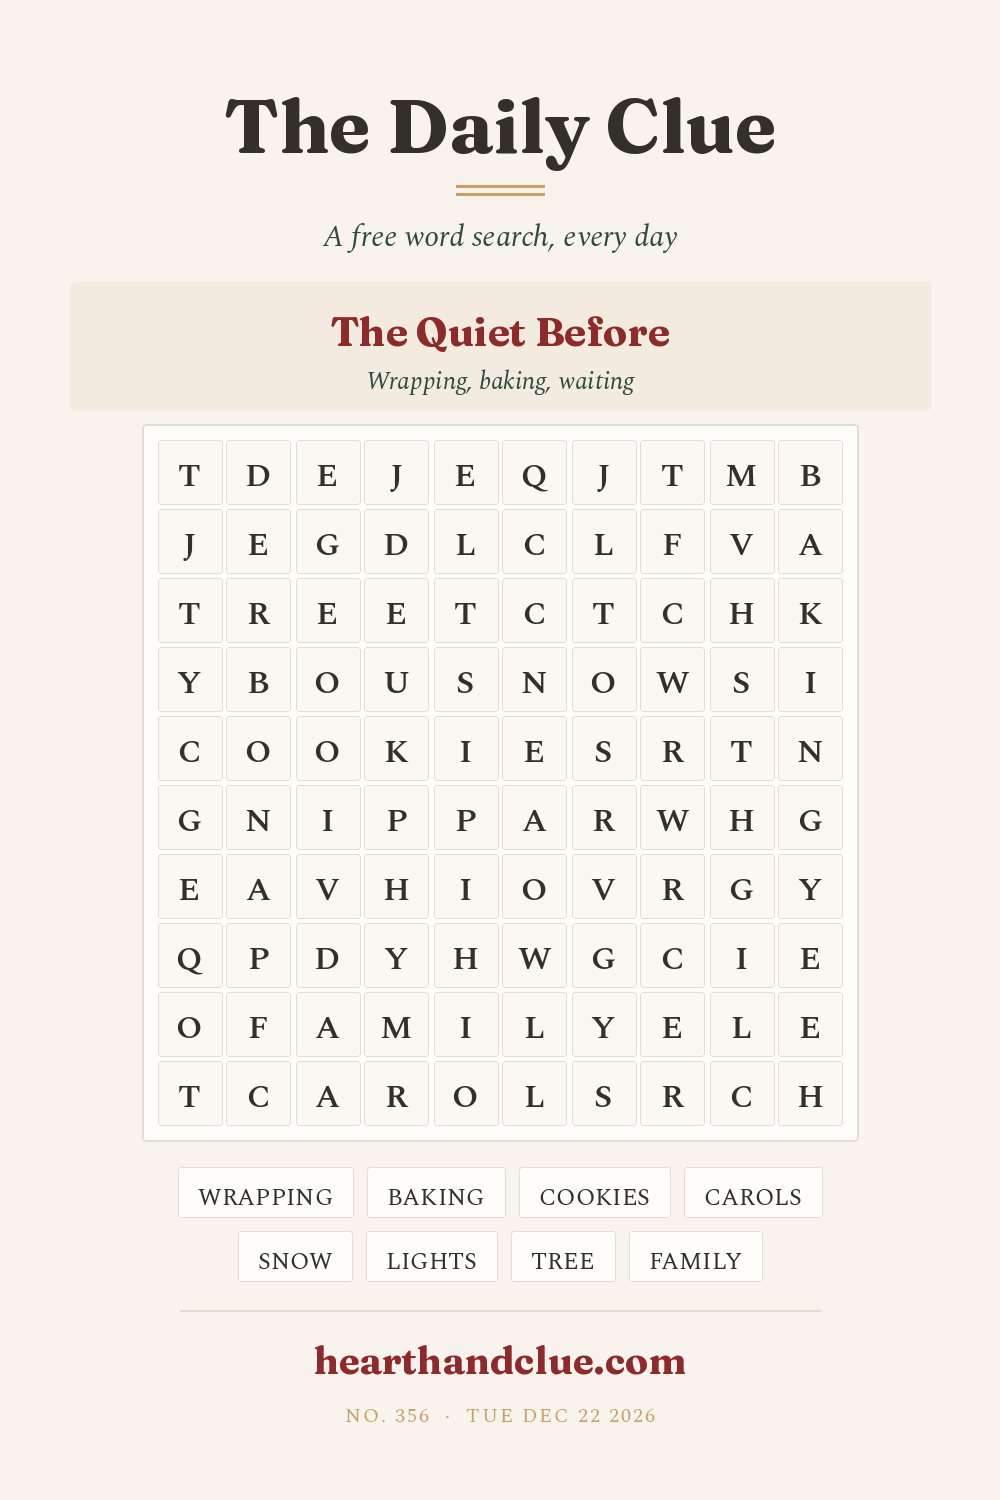 The Daily Clue
A free word search, every day
The Quiet Before
Wrapping, baking, waiting
T D E J E Q J T M B
J E G D L C L F V A
T R E E T C T C H K
Y B O U S N O W S I
C O O K I E S R T N
G N I P P A R W H G
E A V H I O V R G Y
Q P D Y H W G C I E
O F A M I L Y E L E
T C A R O L S R C H
WRAPPING BAKING COOKIES CAROLS
SNOW LIGHTS TREE FAMILY
hearthandclue.com
NO. 356 · TUE DEC 22 2026